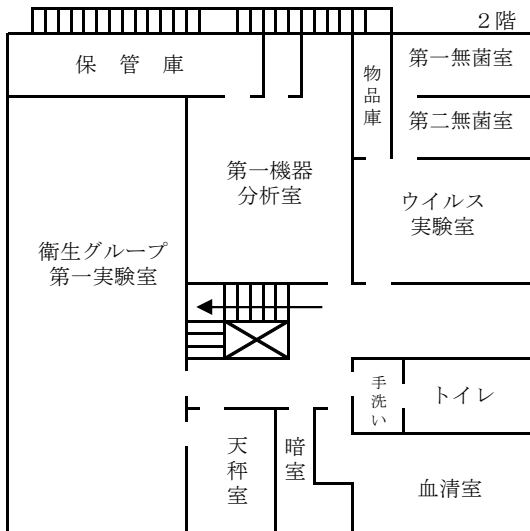 2階
保管庫
物品庫
第一無菌室
第二無菌室
第一機器
分析室
ウイルス
実験室
衛生グループ
第一実験室
手洗い
トイレ
天秤室
暗室
血清室